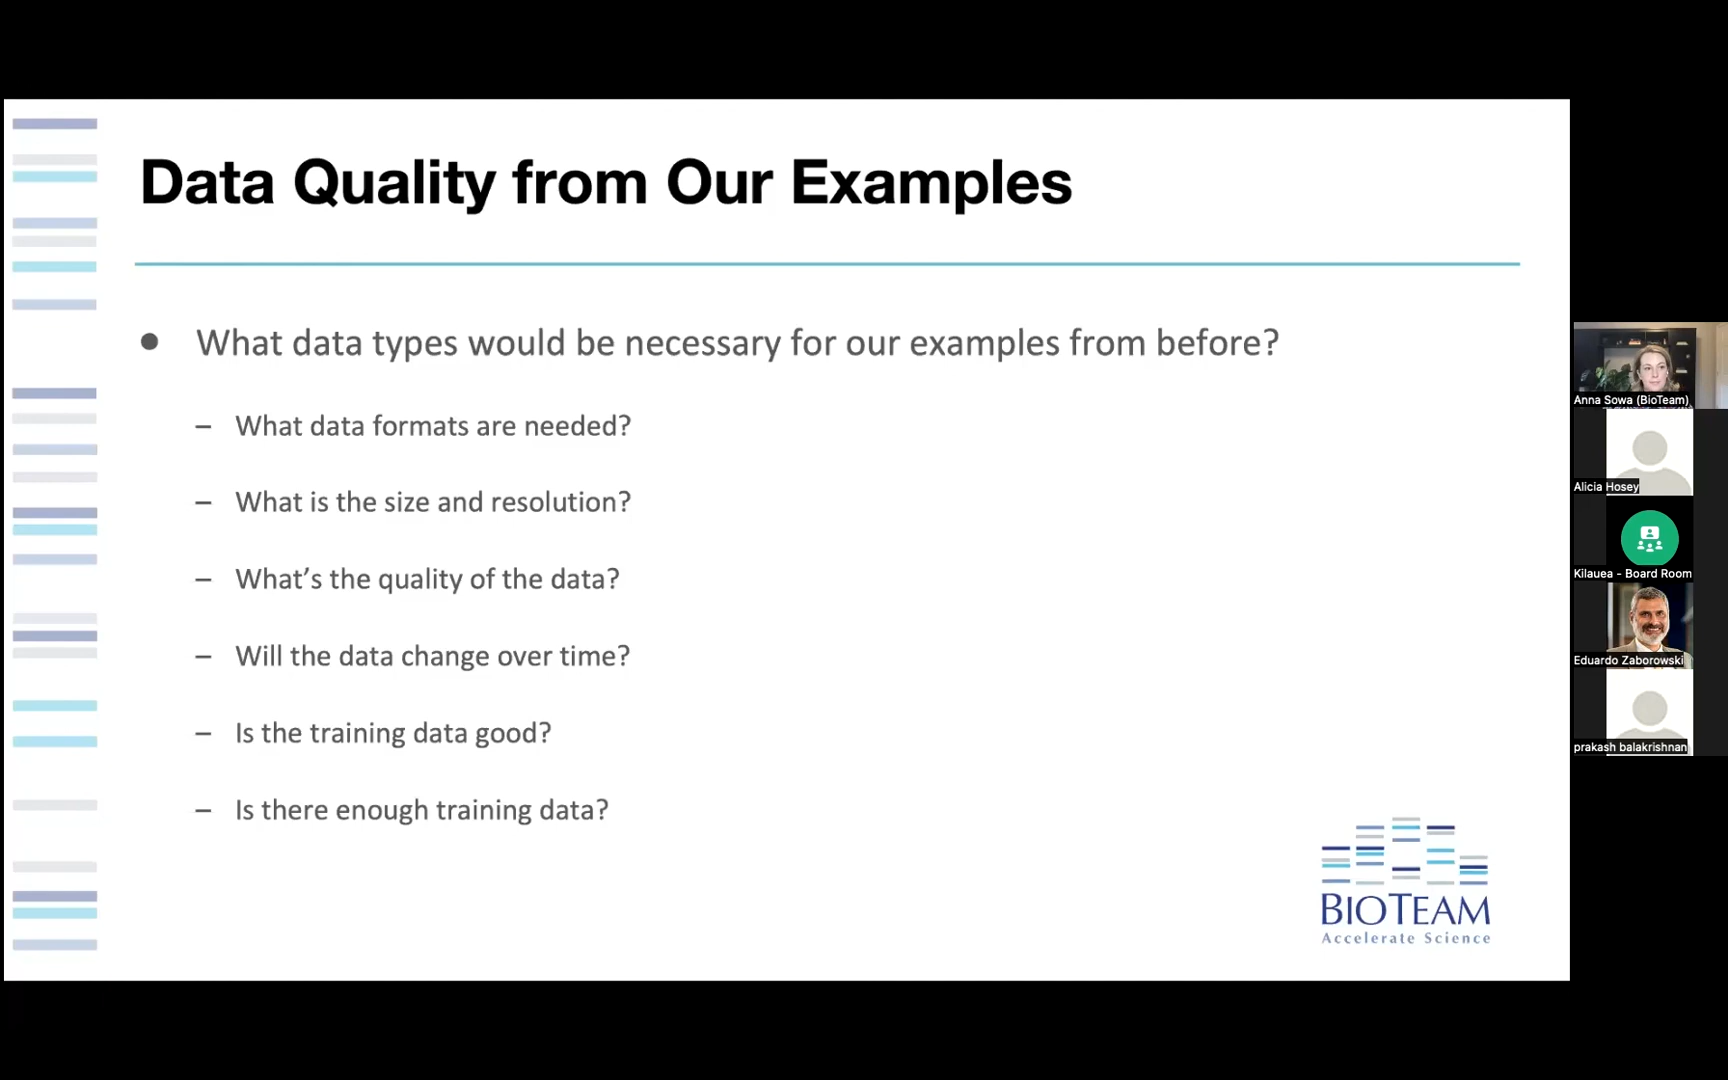 Data Quality from Our Examples
● What data types would be necessary for our examples from before?
– What data formats are needed?
– What is the size and resolution?
– What’s the quality of the data?
– Will the data change over time?
– Is the training data good?
– Is there enough training data?
BIOTEAM
Accelerate Science
Anna Sowa (BioTeam)
Alicia Hosey
Kilauea - Board Room
Eduardo Zaborowski
prakash balakrishnan